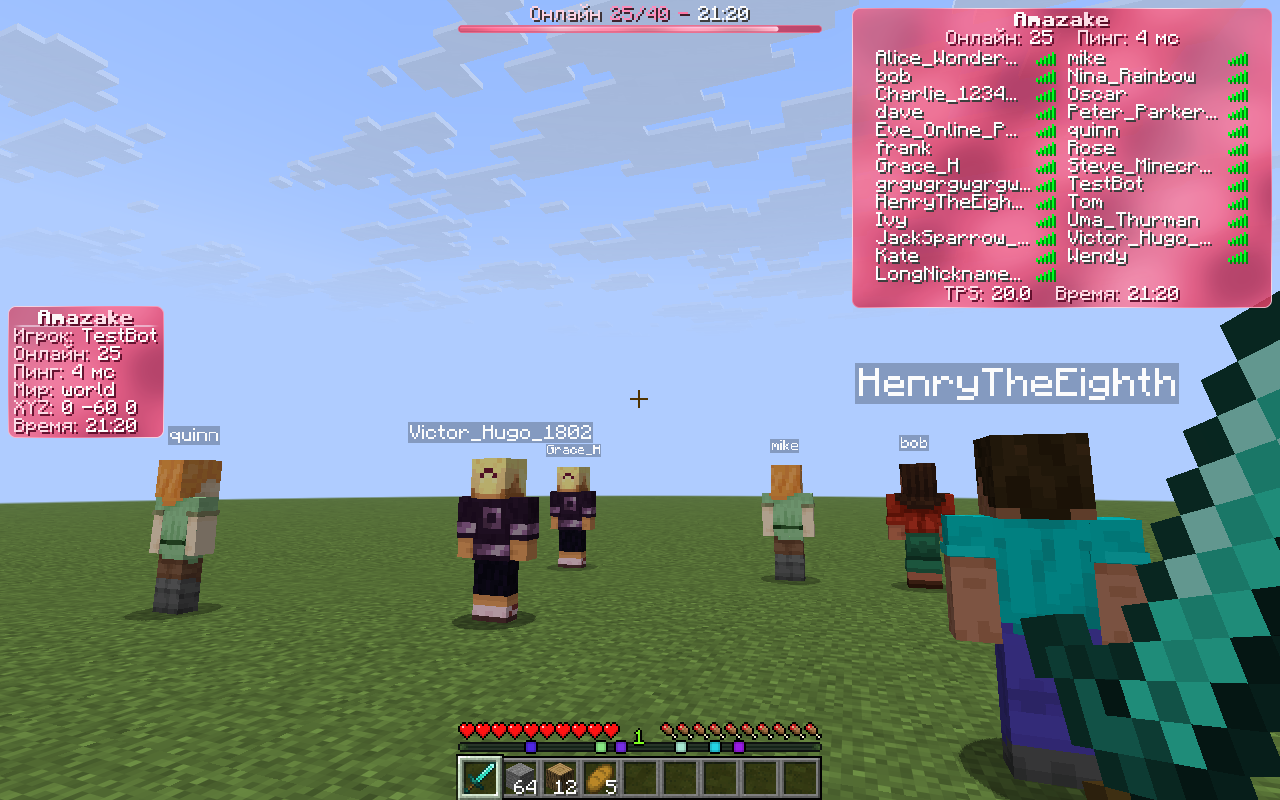 Онлайн 25/40 - 21:20
Amazake
Онлайн: 25 Пинг: 4 мс
Alice_Wonder... mike
bob Nina_Rainbow
Charlie_1234... Oscar
dave Peter_Parker...
Eve_Online_P... quinn
frank Rose
Grace_H Steve_Minecr...
grgwgrgwgrgw... TestBot
HenryTheEigh... Tom
Ivy Uma_Thurman
JackSparrow_... Victor_Hugo_...
Kate Wendy
LongNickname...
TPS: 20.0 Время: 21:20
Amazake
Игрок: TestBot
Онлайн: 25
Пинг: 4 мс
Мир: world
XYZ: 0 -60 0
Время: 21:20
HenryTheEighth
quinn
Victor_Hugo_1802
Grace_H
mike
bob
1
64 12 5